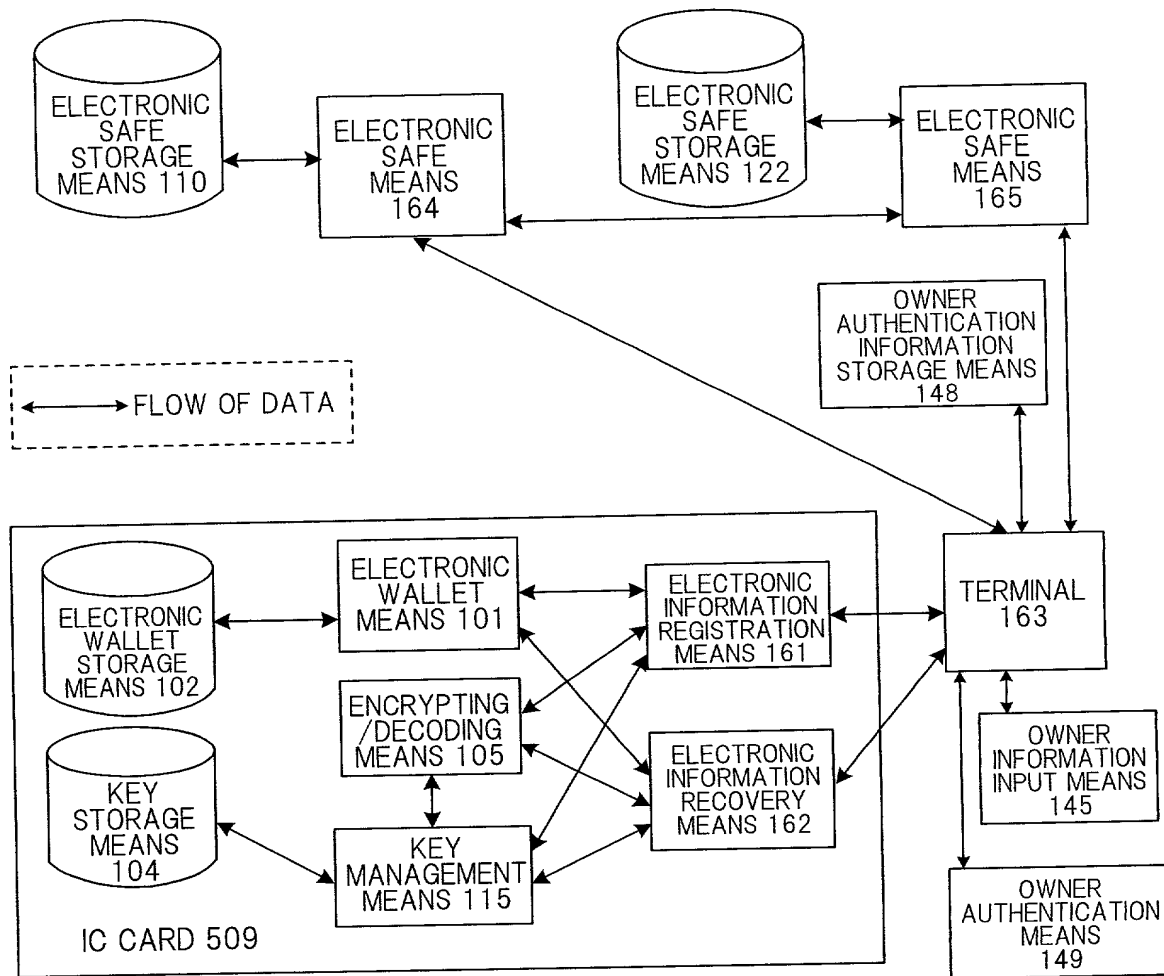 ELECTRONIC
SAFE
STORAGE
MEANS 110
ELECTRONIC
SAFE
MEANS
164
ELECTRONIC
SAFE
STORAGE
MEANS 122
ELECTRONIC
SAFE
MEANS
165
OWNER
AUTHENTICATION
INFORMATION
STORAGE MEANS
148
FLOW OF DATA
ELECTRONIC
WALLET
STORAGE
MEANS 102
ELECTRONIC
WALLET
MEANS 101
ELECTRONIC
INFORMATION
REGISTRATION
MEANS 161
TERMINAL
163
ENCRYPTING
/DECODING
MEANS 105
KEY
STORAGE
MEANS
104
KEY
MANAGEMENT
MEANS 115
ELECTRONIC
INFORMATION
RECOVERY
MEANS 162
OWNER
INFORMATION
INPUT MEANS
145
OWNER
AUTHENTICATION
MEANS
149
IC CARD 509